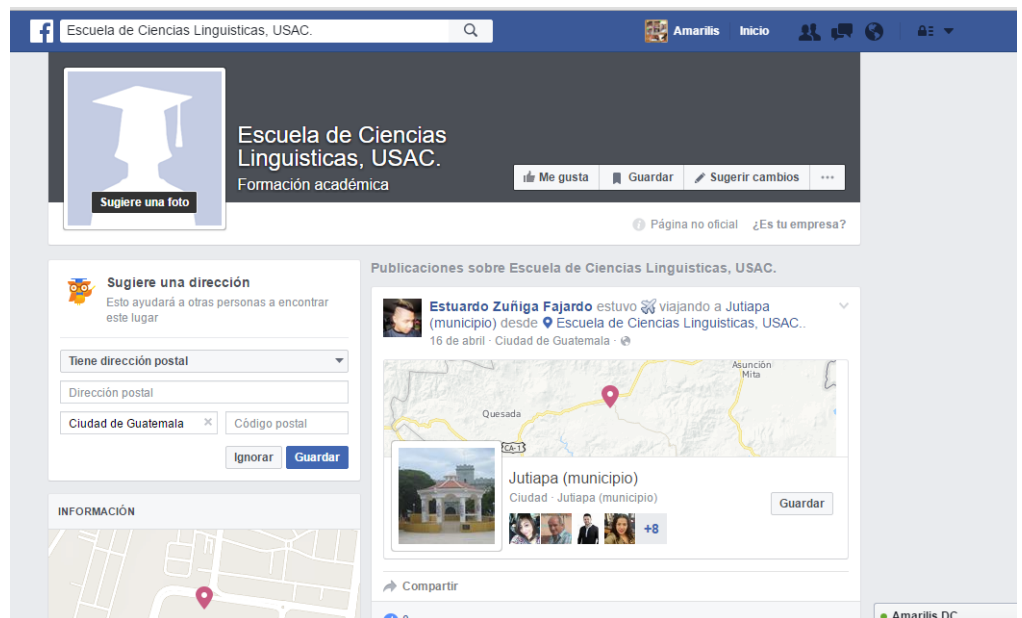 f
Escuela de Ciencias Linguisticas, USAC.
Amarilis Inicio
Escuela de Ciencias
Linguisticas, USAC.
Formación académica
Sugiere una foto
Me gusta Guardar Sugerir cambios ...
Página no oficial ¿Es tu empresa?
Sugiere una dirección
Esto ayudará a otras personas a encontrar
este lugar
Tiene dirección postal
Dirección postal
Ciudad de Guatemala × Código postal
Ignorar Guardar
INFORMACIÓN
Publicaciones sobre Escuela de Ciencias Linguisticas, USAC.
Estuardo Zuñiga Fajardo estuvo viajando a Jutiapa
(municipio) desde Escuela de Ciencias Linguisticas, USAC..
16 de abril · Ciudad de Guatemala ·
Asunción
Mita
Quesada
CA-1
Jutiapa (municipio)
Ciudad · Jutiapa (municipio)
Guardar
+8
Compartir
Amarilis DC